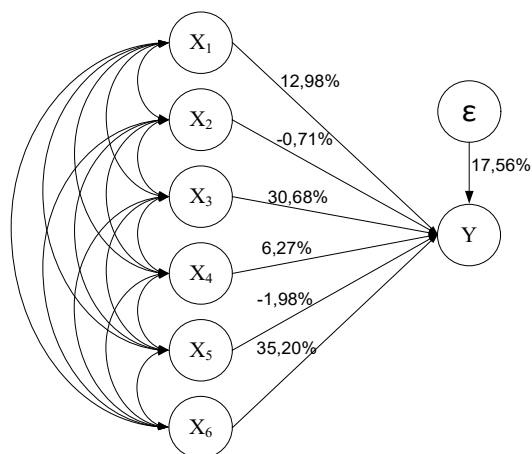 X₁
12,98%
ε
X₂
-0,71%
17,56%
X₃
30,68%
Y
6,27%
X₄
-1,98%
X₅
35,20%
X₆